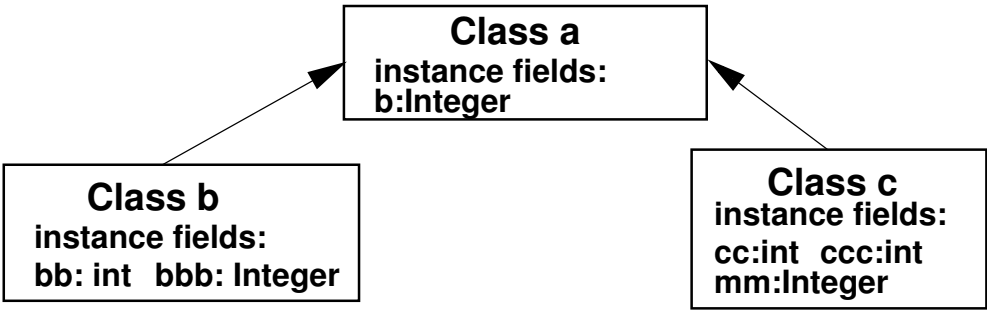 Class a
instance fields:
b:Integer
Class b
instance fields:
bb: int bbb: Integer
Class c
instance fields:
cc:int ccc:int
mm:Integer